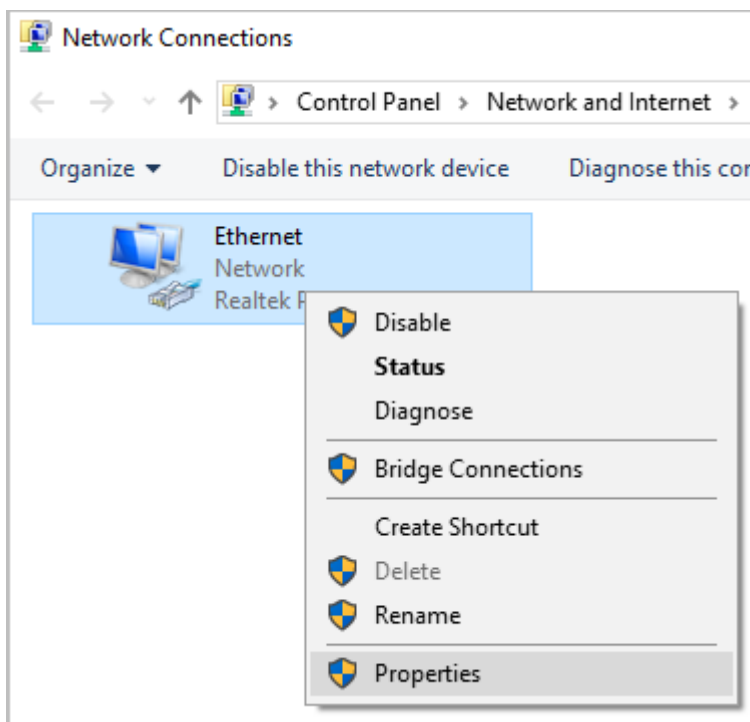 Network Connections
Control Panel > Network and Internet >
Organize Disable this network device Diagnose this
Ethernet
Network
Realtek
Disable
Status
Diagnose
Bridge Connections
Create Shortcut
Delete
Rename
Properties